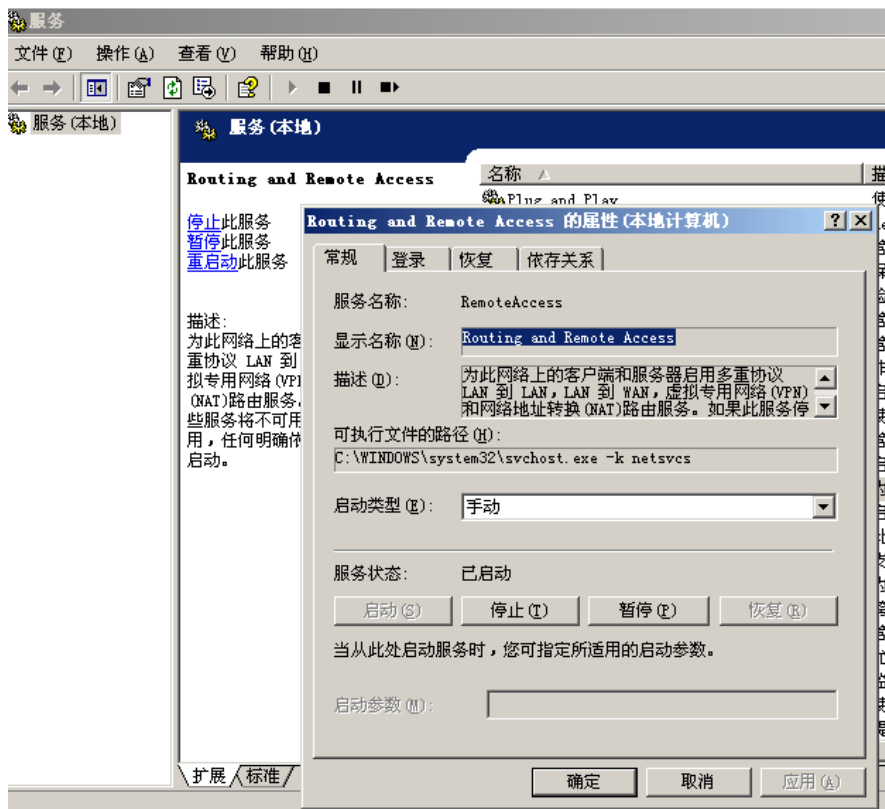 服务
文件(F) 操作(A) 查看(V) 帮助(H)
服务(本地)
服务(本地)
Routing and Remote Access
停止此服务
暂停此服务
重启动此服务
描述:
为此网络上的客
重协议 LAN 到
拟专用网络(VPN
(NAT)路由服务。
些服务将不可用
用，任何明确依
启动。
名称
Plug and Play
Routing and Remote Access 的属性(本地计算机)
常规 登录 恢复 依存关系
服务名称: RemoteAccess
显示名称(N): Routing and Remote Access
描述(D): 为此网络上的客户端和服务器启用多重协议
LAN 到 LAN，LAN 到 WAN，虚拟专用网络(VPN)
和网络地址转换(NAT)路由服务。如果此服务停
可执行文件的路径(H):
C:\WINDOWS\system32\svchost.exe -k netsvcs
启动类型(E): 手动
服务状态: 已启动
启动(S) 停止(T) 暂停(P) 恢复(R)
当从此处启动服务时，您可指定所适用的启动参数。
启动参数(M):
扩展 标准
确定 取消 应用(A)